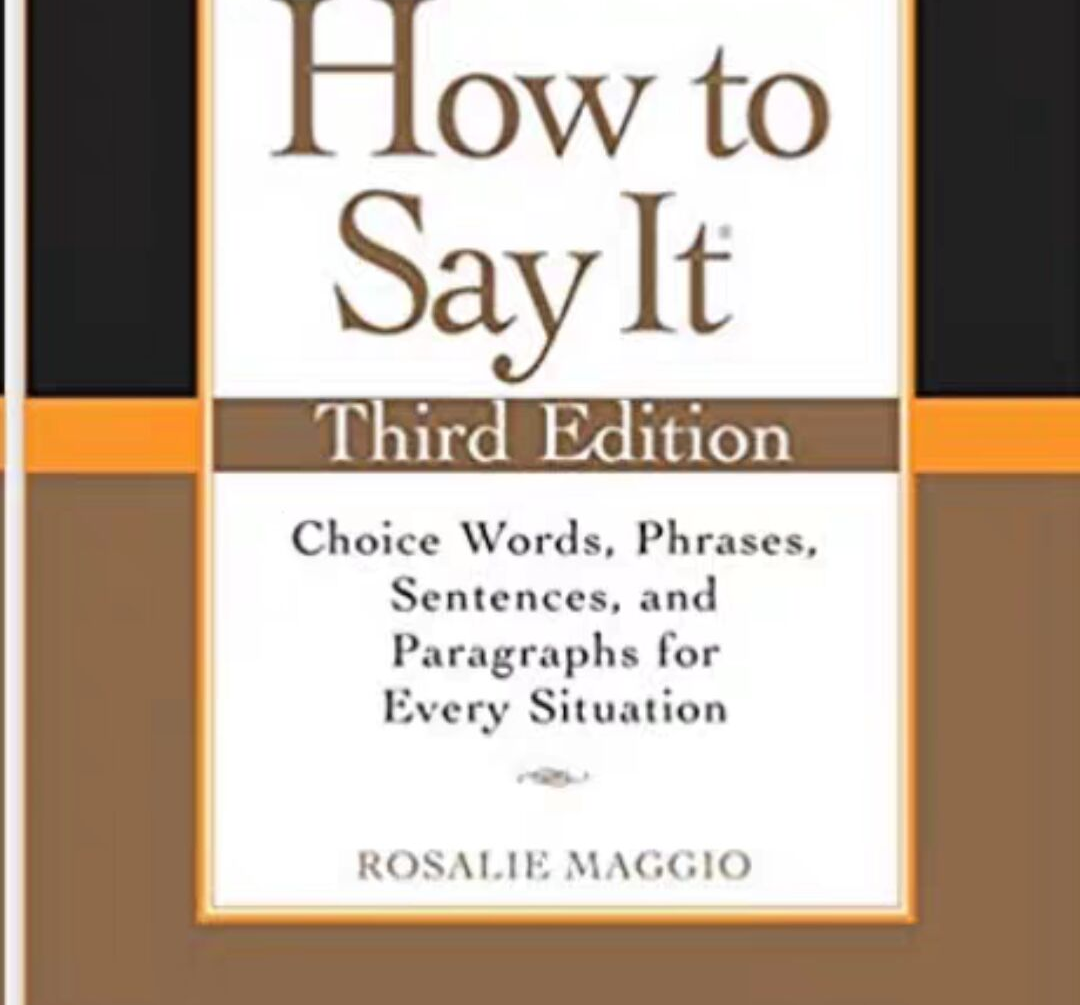 How to
Say It®
Third Edition
Choice Words, Phrases,
Sentences, and
Paragraphs for
Every Situation
ROSALIE MAGGIO